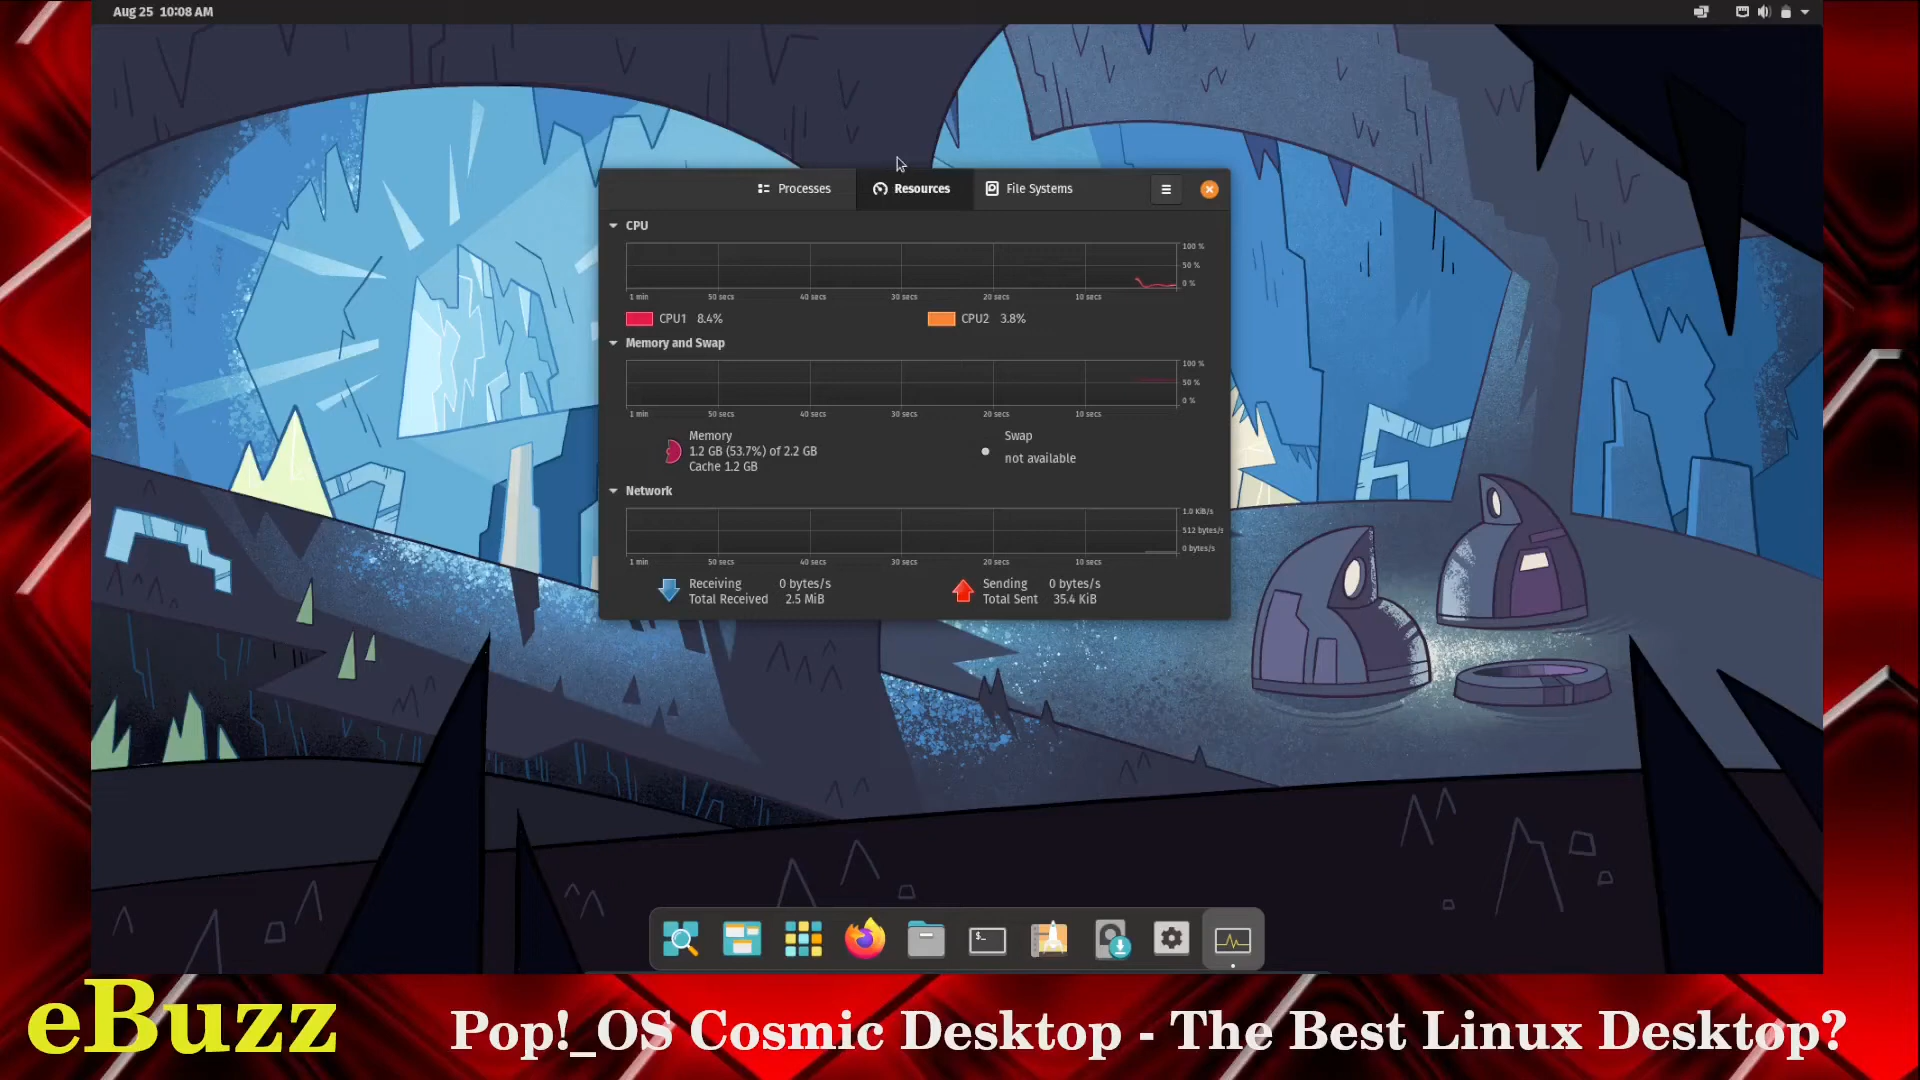 Aug 25 10:08 AM
Processes
Resources
File Systems
CPU
100 %
50 %
0 %
1 min 50 secs 40 secs 30 secs 20 secs 10 secs
CPU1 8.4%
CPU2 3.8%
Memory and Swap
100 %
50 %
0 %
1 min 50 secs 40 secs 30 secs 20 secs 10 secs
Memory
1.2 GB (53.7%) of 2.2 GB
Cache 1.2 GB
Swap
not available
Network
1.0 KiB/s
512 bytes/s
0 bytes/s
1 min 50 secs 40 secs 30 secs 20 secs 10 secs
Receiving 0 bytes/s
Total Received 2.5 MiB
Sending 0 bytes/s
Total Sent 35.4 KiB
$_
eBuzz
Pop!_OS Cosmic Desktop - The Best Linux Desktop?